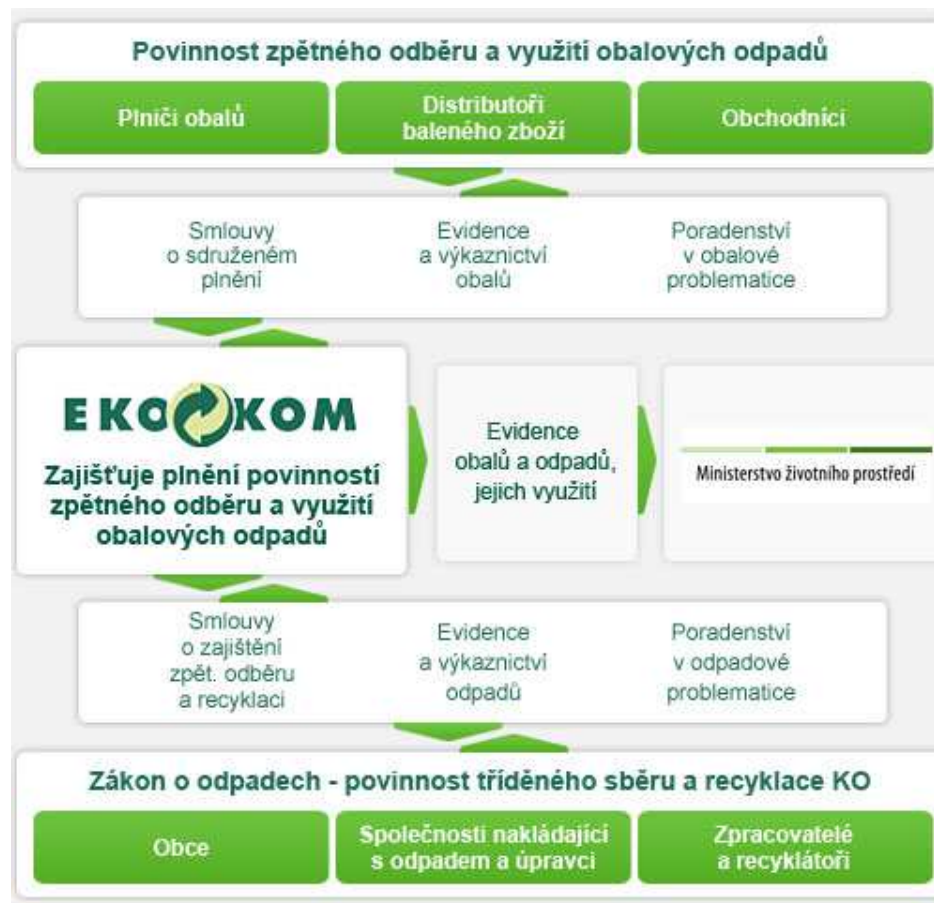 Povinnost zpětného odběru a využití obalových odpadů
Plniči obalů
Distributoři
baleného zboží
Obchodníci
Smlouvy
o sdruženém
plnění
Evidence
a výkaznictví
obalů
Poradenství
v obalové
problematice
EKO KOM
Zajišťuje plnění povinností
zpětného odběru a využití
obalových odpadů
Evidence
obalů a odpadů,
jejich využití
Ministerstvo životního prostředí
Smlouvy
o zajištění
zpět. odběru
a recyklaci
Evidence
a výkaznictví
odpadů
Poradenství
v odpadové
problematice
Zákon o odpadech - povinnost tříděného sběru a recyklace KO
Obce
Společnosti nakládající
s odpadem a úpravci
Zpracovatelé
a recyklátoři